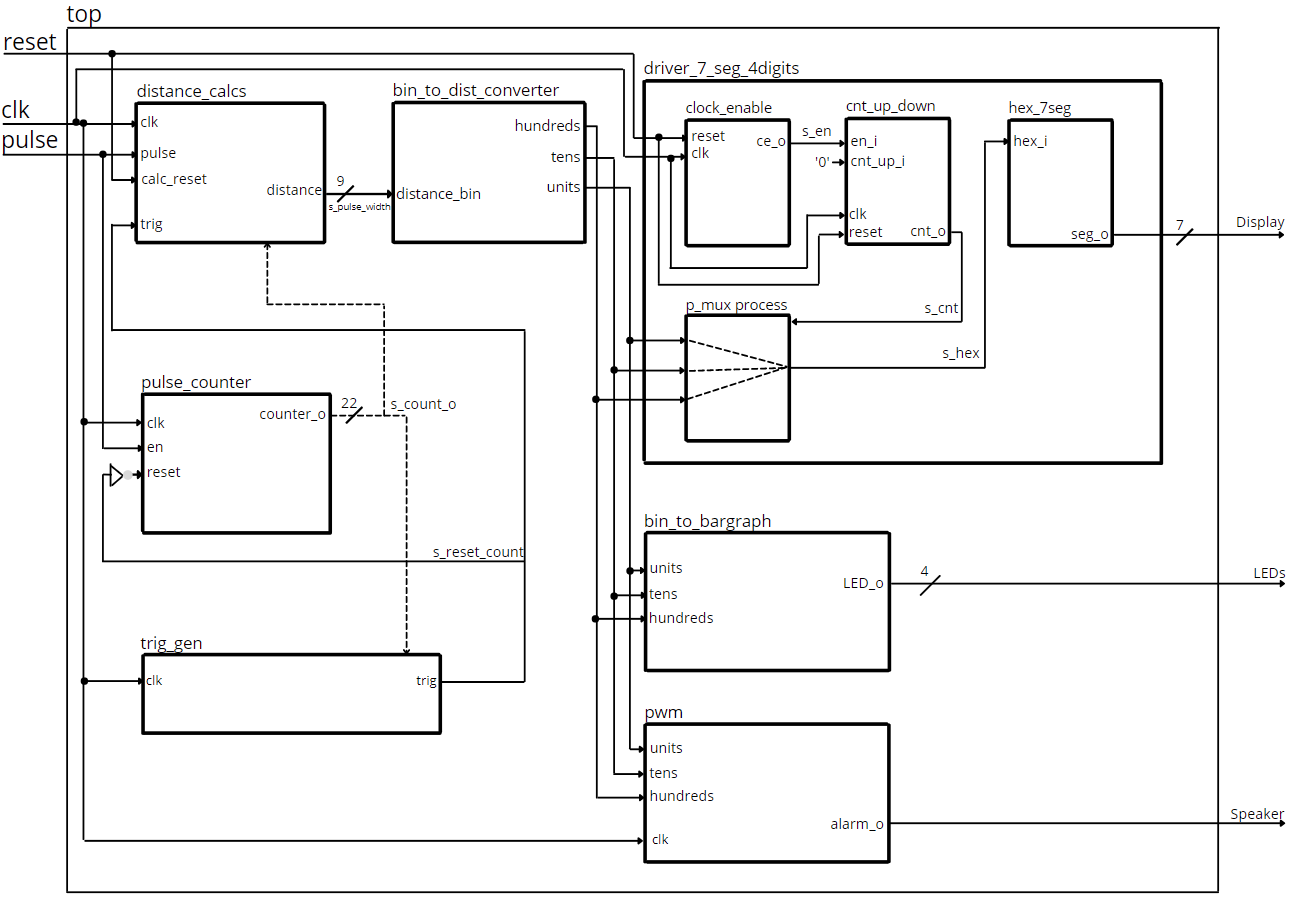 top
reset
clk
pulse
distance_calcs
clk
pulse
calc_reset
trig
distance
9
s_pulse_width
bin_to_dist_converter
hundreds
tens
units
distance_bin
driver_7_seg_4digits
clock_enable
reset
clk
ce_o
s_en
'0'
cnt_up_down
en_i
cnt_up_i
clk
reset
cnt_o
hex_7seg
hex_i
seg_o
7
Display
p_mux process
s_cnt
s_hex
pulse_counter
counter_o
clk
en
reset
22
s_count_o
s_reset_count
trig_gen
clk
trig
bin_to_bargraph
units
tens
hundreds
LED_o
4
LEDs
pwm
units
tens
hundreds
clk
alarm_o
Speaker